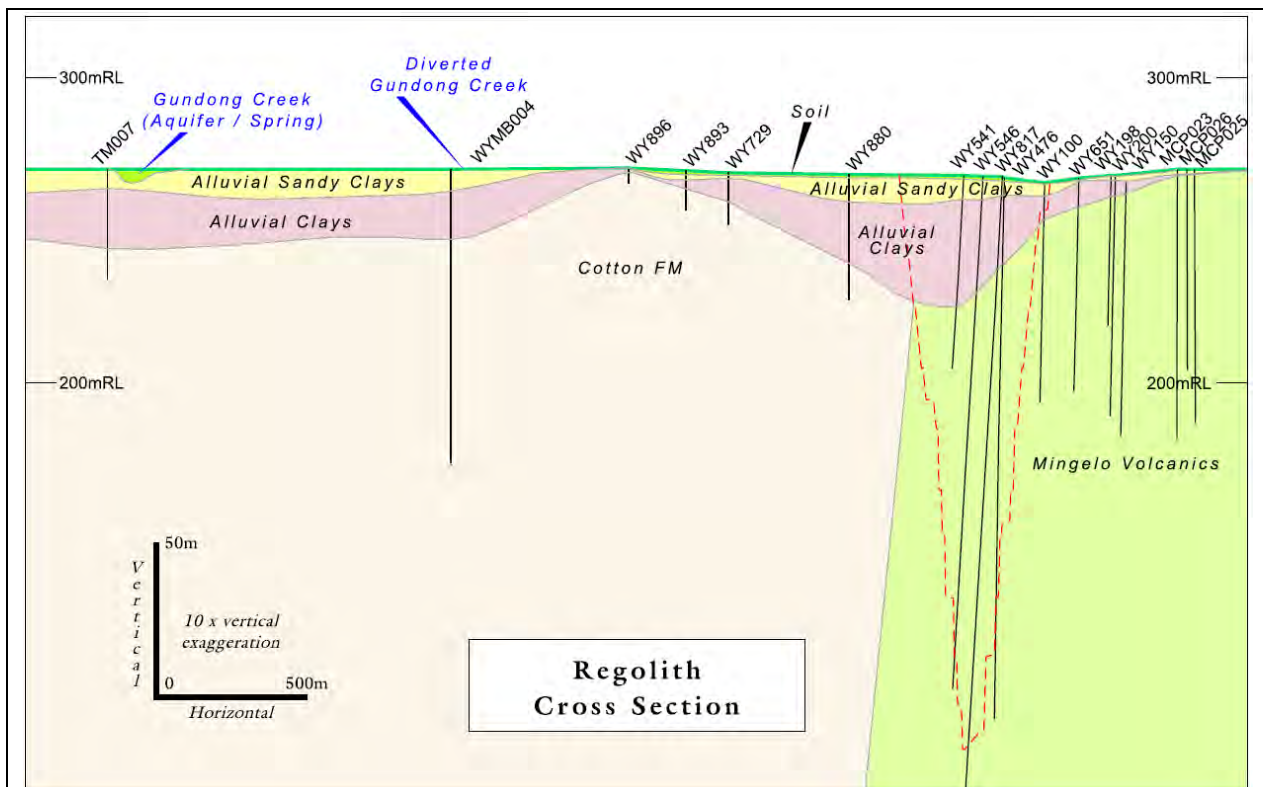 300mRL
300mRL
Diverted
Gundong Creek
Gundong Creek
(Aquifer / Spring)
Soil
TM007
WYMB004
WY896
WY893
WY729
WY880
WY541
WY546
WY817
WY476
WY100
WY651
WY198
WY200
WY150
MCP023
MCP026
MCP025
Alluvial Sandy Clays
Alluvial Sandy Clays
Alluvial Clays
Alluvial
Clays
Cotton FM
200mRL
200mRL
Mingelo Volcanics
50m
Vertical
10 x vertical
exaggeration
0
500m
Horizontal
Regolith
Cross Section